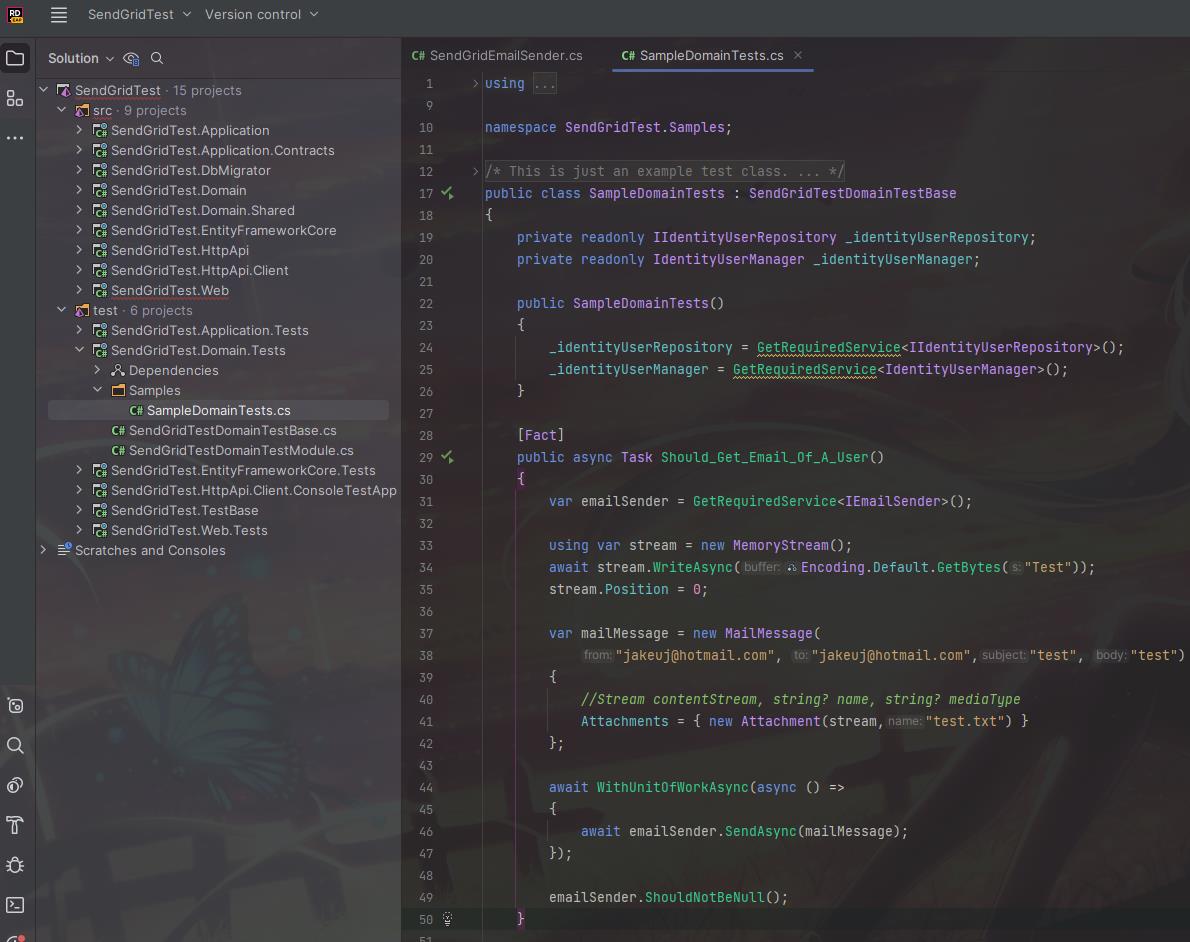 RD
EAP
SendGridTest
Version control
Solution
SendGridTest · 15 projects
src · 9 projects
C# SendGridTest.Application
C# SendGridTest.Application.Contracts
C# SendGridTest.DbMigrator
C# SendGridTest.Domain
C# SendGridTest.Domain.Shared
C# SendGridTest.EntityFrameworkCore
C# SendGridTest.HttpApi
C# SendGridTest.HttpApi.Client
C# SendGridTest.Web
test · 6 projects
C# SendGridTest.Application.Tests
C# SendGridTest.Domain.Tests
Dependencies
Samples
C# SampleDomainTests.cs
C# SendGridTestDomainTestBase.cs
C# SendGridTestDomainTestModule.cs
C# SendGridTest.EntityFrameworkCore.Tests
C# SendGridTest.HttpApi.Client.ConsoleTestApp
C# SendGridTest.TestBase
C# SendGridTest.Web.Tests
Scratches and Consoles
C# SendGridEmailSender.cs
C# SampleDomainTests.cs
1 using ...
9
10 namespace SendGridTest.Samples;
11
12 /* This is just an example test class. ... */
17 public class SampleDomainTests : SendGridTestDomainTestBase
18 {
19 private readonly IIdentityUserRepository _identityUserRepository;
20 private readonly IdentityUserManager _identityUserManager;
21
22 public SampleDomainTests()
23 {
24 _identityUserRepository = GetRequiredService<IIdentityUserRepository>();
25 _identityUserManager = GetRequiredService<IdentityUserManager>();
26 }
27
28 [Fact]
29 public async Task Should_Get_Email_Of_A_User()
30 {
31 var emailSender = GetRequiredService<IEmailSender>();
32
33 using var stream = new MemoryStream();
34 await stream.WriteAsync( buffer: Encoding.Default.GetBytes( s: "Test"));
35 stream.Position = 0;
36
37 var mailMessage = new MailMessage(
38 from: "jakeuj@hotmail.com", to: "jakeuj@hotmail.com", subject: "test", body: "test")
39 {
40 //Stream contentStream, string? name, string? mediaType
41 Attachments = { new Attachment(stream, name: "test.txt") }
42 };
43
44 await WithUnitOfWorkAsync(async () =>
45 {
46 await emailSender.SendAsync(mailMessage);
47 });
48
49 emailSender.ShouldNotBeNull();
50 }
51